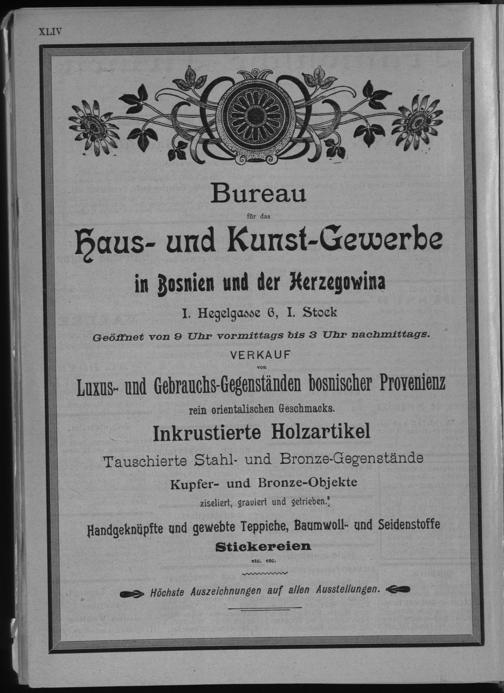 XLIV
Bureau
für das
Haus- und Kunst-Gewerbe
in Bosnien und der Herzegowina
I. Hegelgasse 6, I. Stock
Geöffnet von 9 Uhr vormittags bis 3 Uhr nachmittags.
VERKAUF
von
Luxus- und Gebrauchs-Gegenständen bosnischer Provenienz
rein orientalischen Geschmacks.
Inkrustierte Holzartikel
Tauschierte Stahl- und Bronze-Gegenstände
Kupfer- und Bronze-Objekte
ziseliert, graviert und getrieben.
Handgeknüpfte und gewebte Teppiche, Baumwoll- und Seidenstoffe
Stickereien
etc. etc.
Höchste Auszeichnungen auf allen Ausstellungen.